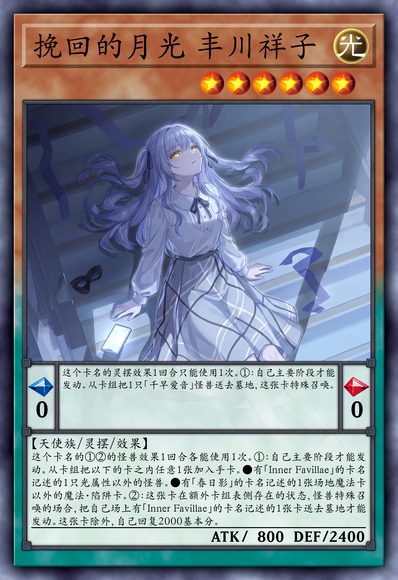 挽回的月光 丰川祥子
光
这个卡名的灵摆效果1回合只能使用1次。①:自己主要阶段才能
发动。从卡组把1只「千早爱音」怪兽送去墓地，这张卡特殊召唤。
0
0
【天使族/灵摆/效果】
这个卡名的①②的怪兽效果1回合各能使用1次。①:自己主要阶段才能发
动。从卡组把以下的卡之内任意1张加入手卡。●有「Inner Favillae」的卡名
记述的1只光属性以外的怪兽。●有「春日影」的卡名记述的1张场地魔法卡
以外的魔法·陷阱卡。②:这张卡在额外卡组表侧存在的状态，怪兽特殊召
唤的场合，把自己场上有「Inner Favillae」的卡名记述的1张卡送去墓地才能
发动。这张卡除外，自己回复2000基本分。
ATK/ 800 DEF/2400